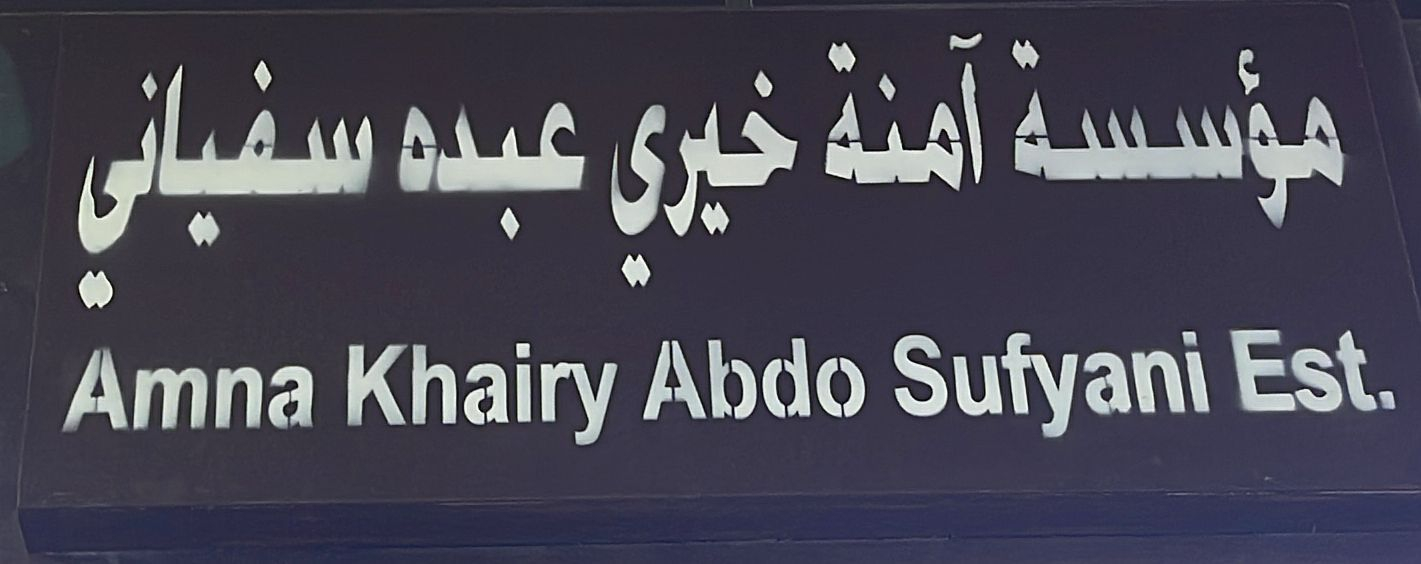 مؤسسة آمنة خيري عبده سفياني
Amna Khairy Abdo Sufyani Est.